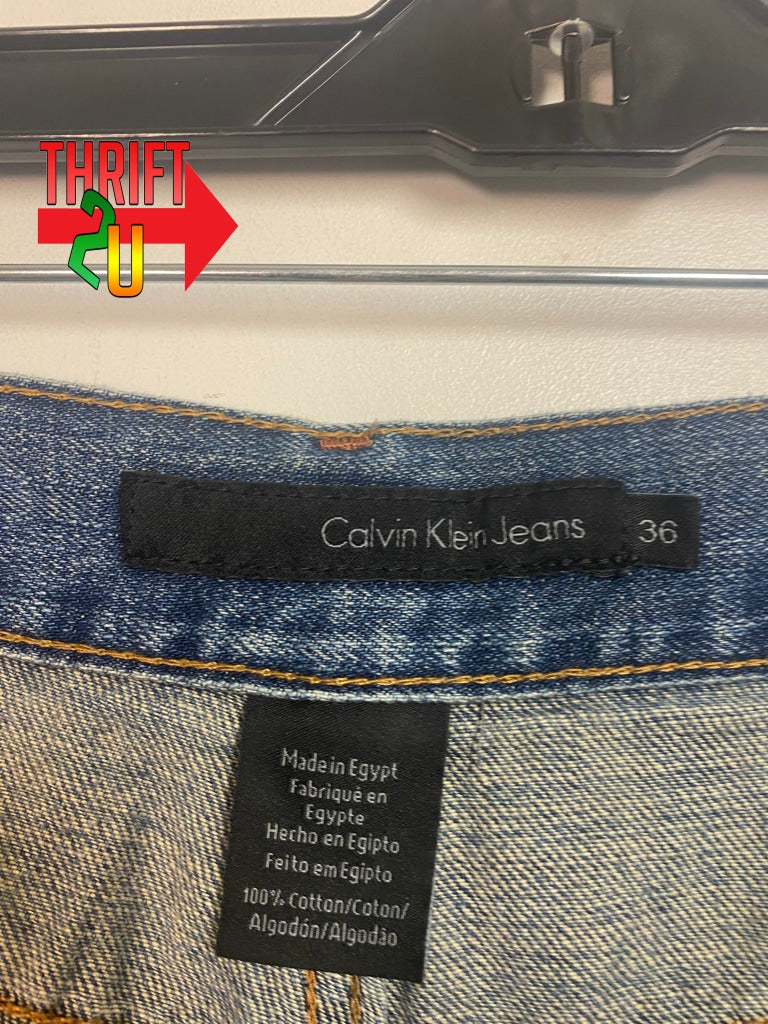 THRIFT
2U
Calvin Klein Jeans 36
Made in Egypt
Fabriqué en
Egypte
Hecho en Egipto
Feito em Egipto
100% Cotton/Coton/
Algodón/Algodão